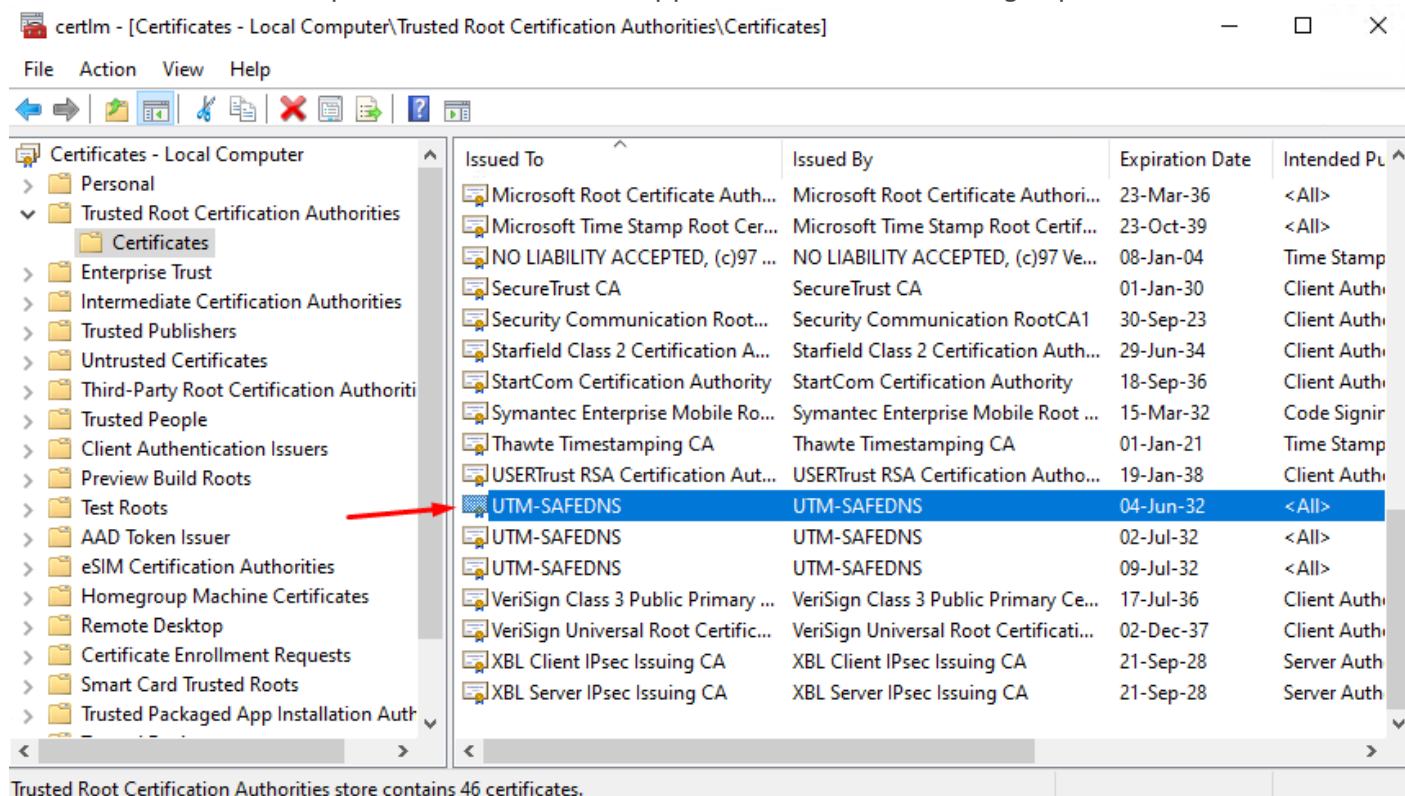 certlm - [Certificates - Local Computer\Trusted Root Certification Authorities\Certificates]
File Action View Help
Certificates - Local Computer
Personal
Trusted Root Certification Authorities
Certificates
Enterprise Trust
Intermediate Certification Authorities
Trusted Publishers
Untrusted Certificates
Third-Party Root Certification Authoriti
Trusted People
Client Authentication Issuers
Preview Build Roots
Test Roots
AAD Token Issuer
eSIM Certification Authorities
Homegroup Machine Certificates
Remote Desktop
Certificate Enrollment Requests
Smart Card Trusted Roots
Trusted Packaged App Installation Auth
Issued To Issued By Expiration Date Intended Pu
Microsoft Root Certificate Auth... Microsoft Root Certificate Authori... 23-Mar-36 <All>
Microsoft Time Stamp Root Cer... Microsoft Time Stamp Root Certif... 23-Oct-39 <All>
NO LIABILITY ACCEPTED, (c)97 ... NO LIABILITY ACCEPTED, (c)97 Ve... 08-Jan-04 Time Stamp
SecureTrust CA SecureTrust CA 01-Jan-30 Client Auth
Security Communication Root... Security Communication RootCA1 30-Sep-23 Client Auth
Starfield Class 2 Certification A... Starfield Class 2 Certification Auth... 29-Jun-34 Client Auth
StartCom Certification Authority StartCom Certification Authority 18-Sep-36 Client Auth
Symantec Enterprise Mobile Ro... Symantec Enterprise Mobile Root ... 15-Mar-32 Code Signin
Thawte Timestamping CA Thawte Timestamping CA 01-Jan-21 Time Stamp
USERTrust RSA Certification Aut... USERTrust RSA Certification Autho... 19-Jan-38 Client Auth
UTM-SAFEDNS UTM-SAFEDNS 04-Jun-32 <All>
UTM-SAFEDNS UTM-SAFEDNS 02-Jul-32 <All>
UTM-SAFEDNS UTM-SAFEDNS 09-Jul-32 <All>
VeriSign Class 3 Public Primary ... VeriSign Class 3 Public Primary Ce... 17-Jul-36 Client Auth
VeriSign Universal Root Certific... VeriSign Universal Root Certificati... 02-Dec-37 Client Auth
XBL Client IPsec Issuing CA XBL Client IPsec Issuing CA 21-Sep-28 Server Auth
XBL Server IPsec Issuing CA XBL Server IPsec Issuing CA 21-Sep-28 Server Auth
Trusted Root Certification Authorities store contains 46 certificates.